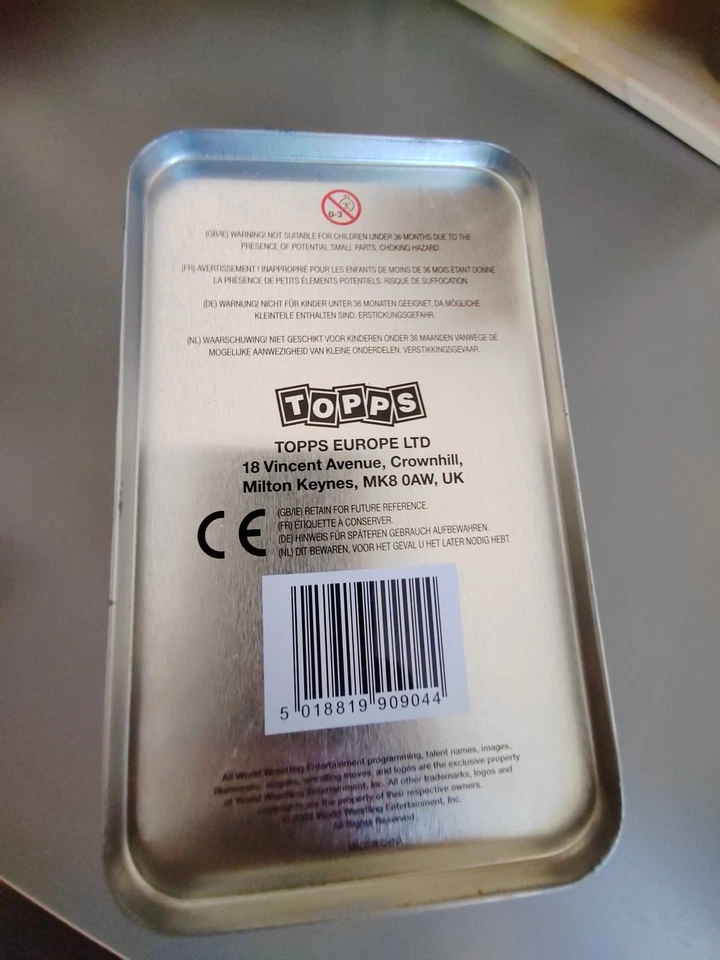 0-3
(GB/IE) WARNING! NOT SUITABLE FOR CHILDREN UNDER 36 MONTHS DUE TO THE
PRESENCE OF POTENTIAL SMALL PARTS. CHOKING HAZARD.
(FR) AVERTISSEMENT ! INAPPROPRIÉ POUR LES ENFANTS DE MOINS DE 36 MOIS ÉTANT DONNÉ
LA PRÉSENCE DE PETITS ÉLÉMENTS POTENTIELS. RISQUE DE SUFFOCATION.
(DE) WARNUNG! NICHT FÜR KINDER UNTER 36 MONATEN GEEIGNET, DA MÖGLICHE
KLEINTEILE ENTHALTEN SIND. ERSTICKUNGSGEFAHR.
(NL) WAARSCHUWING! NIET GESCHIKT VOOR KINDEREN ONDER 36 MAANDEN VANWEGE DE
MOGELIJKE AANWEZIGHEID VAN KLEINE ONDERDELEN. VERSTIKKINGSGEVAAR.
TOPPS
TOPPS EUROPE LTD
18 Vincent Avenue, Crownhill,
Milton Keynes, MK8 0AW, UK
CE
(GB/IE) RETAIN FOR FUTURE REFERENCE.
(FR) ÉTIQUETTE À CONSERVER.
(DE) HINWEIS FÜR SPÄTEREN GEBRAUCH AUFBEWAHREN.
(NL) DIT BEWAREN, VOOR HET GEVAL U HET LATER NODIG HEBT.
5 018819 909044
All World Wrestling Entertainment programming, talent names, images,
likenesses, slogans, wrestling moves, and logos are the exclusive property
of World Wrestling Entertainment, Inc. All other trademarks, logos and
copyrights are the property of their respective owners.
World Wrestling Entertainment, Inc.
All Rights Reserved.